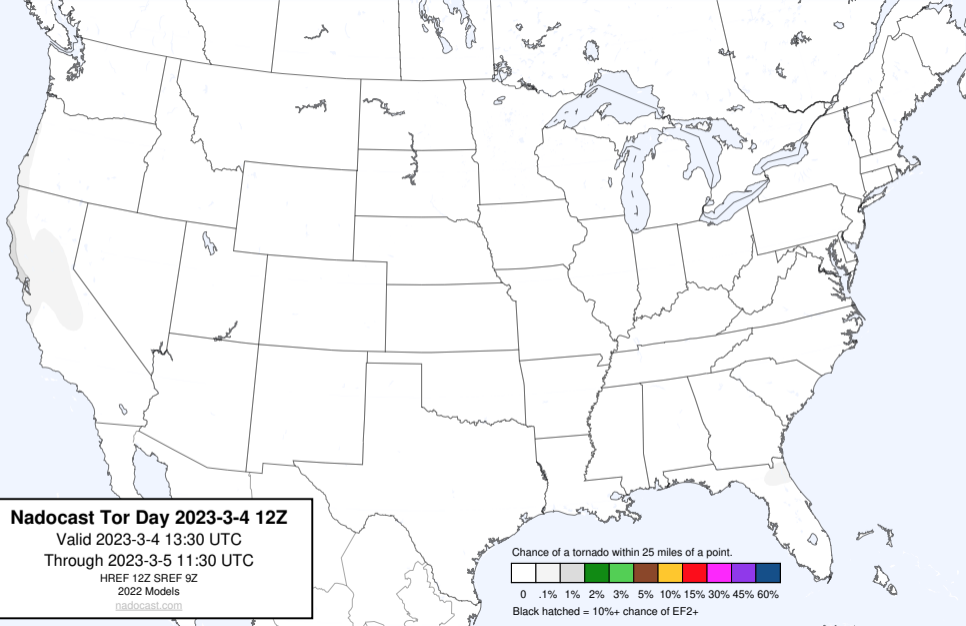 Nadocast Tor Day 2023-3-4 12Z
Valid 2023-3-4 13:30 UTC
Through 2023-3-5 11:30 UTC
HREF 12Z SREF 9Z
2022 Models
nadocast.com
Chance of a tornado within 25 miles of a point.
0 .1% 1% 2% 3% 5% 10% 15% 30% 45% 60%
Black hatched = 10%+ chance of EF2+